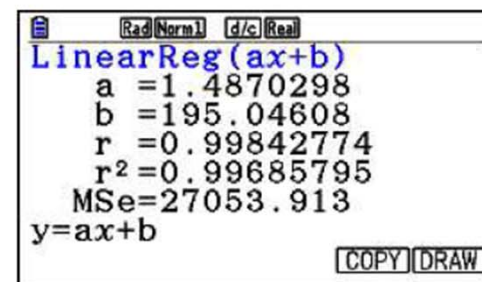 Rad Norm1 d/c Real
LinearReg(ax+b)
a =1.4870298
b =195.04608
r =0.99842774
r²=0.99685795
MSe=27053.913
y=ax+b
COPY DRAW